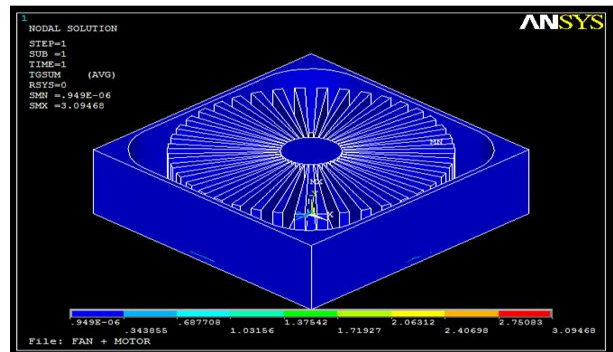 1
NODAL SOLUTION
ANSYS
STEP=1
SUB =1
TIME=1
TGSUM (AVG)
RSYS=0
SMN =.949E-06
SMX =3.09468
MN
MX
X
.949E-06 .687708 1.37542 2.06312 2.75083
.343855 1.03156 1.71927 2.40698 3.09468
File: FAN + MOTOR